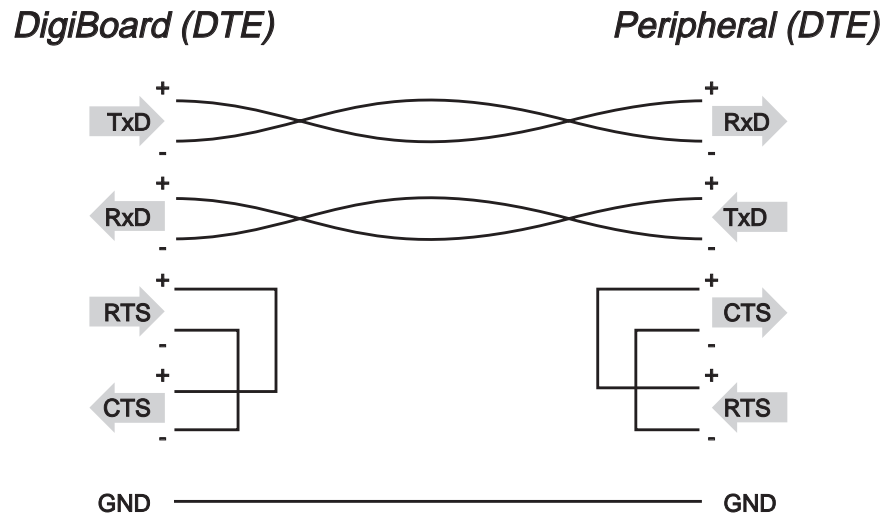 DigiBoard (DTE) Peripheral (DTE)
+ +
TxD RxD
- -
+ +
RxD TxD
- -
+ +
RTS CTS
- -
+ +
CTS RTS
- -
GND GND